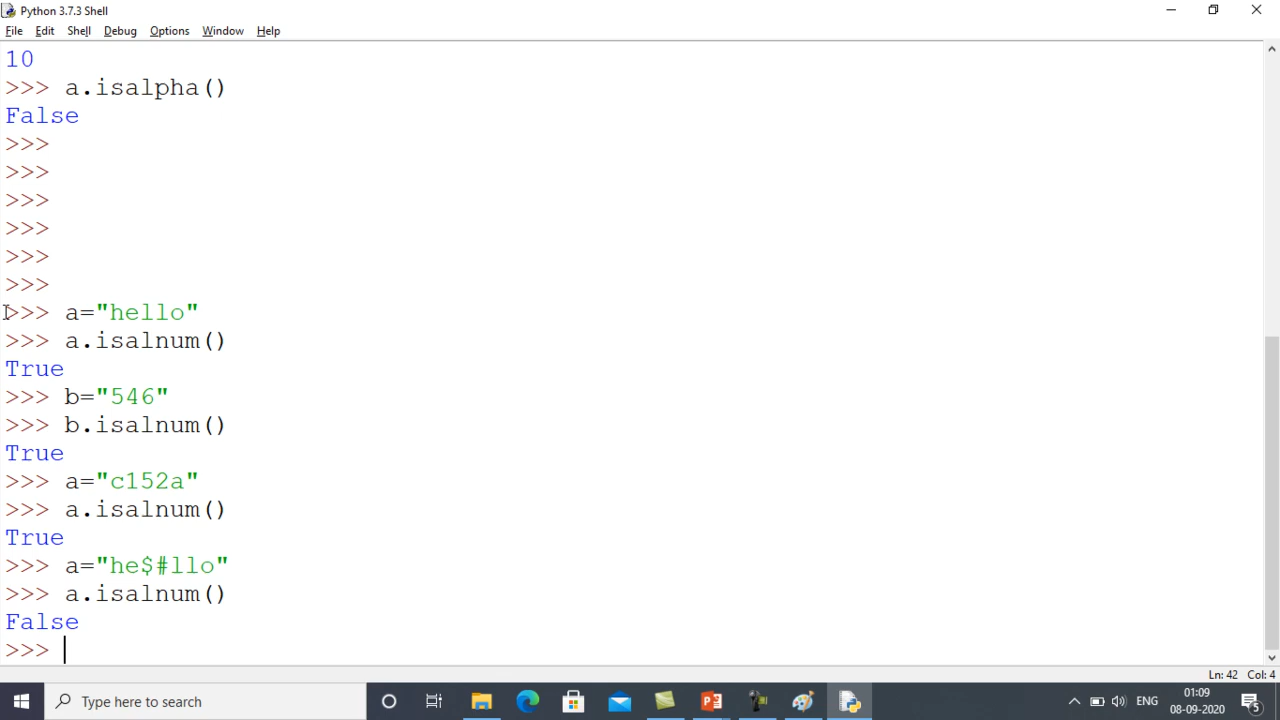 Python 3.7.3 Shell
File Edit Shell Debug Options Window Help
10
>>> a.isalpha()
False
>>>
>>>
>>>
>>>
>>>
>>>
>>> a="hello"
>>> a.isalnum()
True
>>> b="546"
>>> b.isalnum()
True
>>> a="c152a"
>>> a.isalnum()
True
>>> a="he$#llo"
>>> a.isalnum()
False
>>>
Ln: 42 Col: 4
Type here to search
ENG
01:09
08-09-2020
5